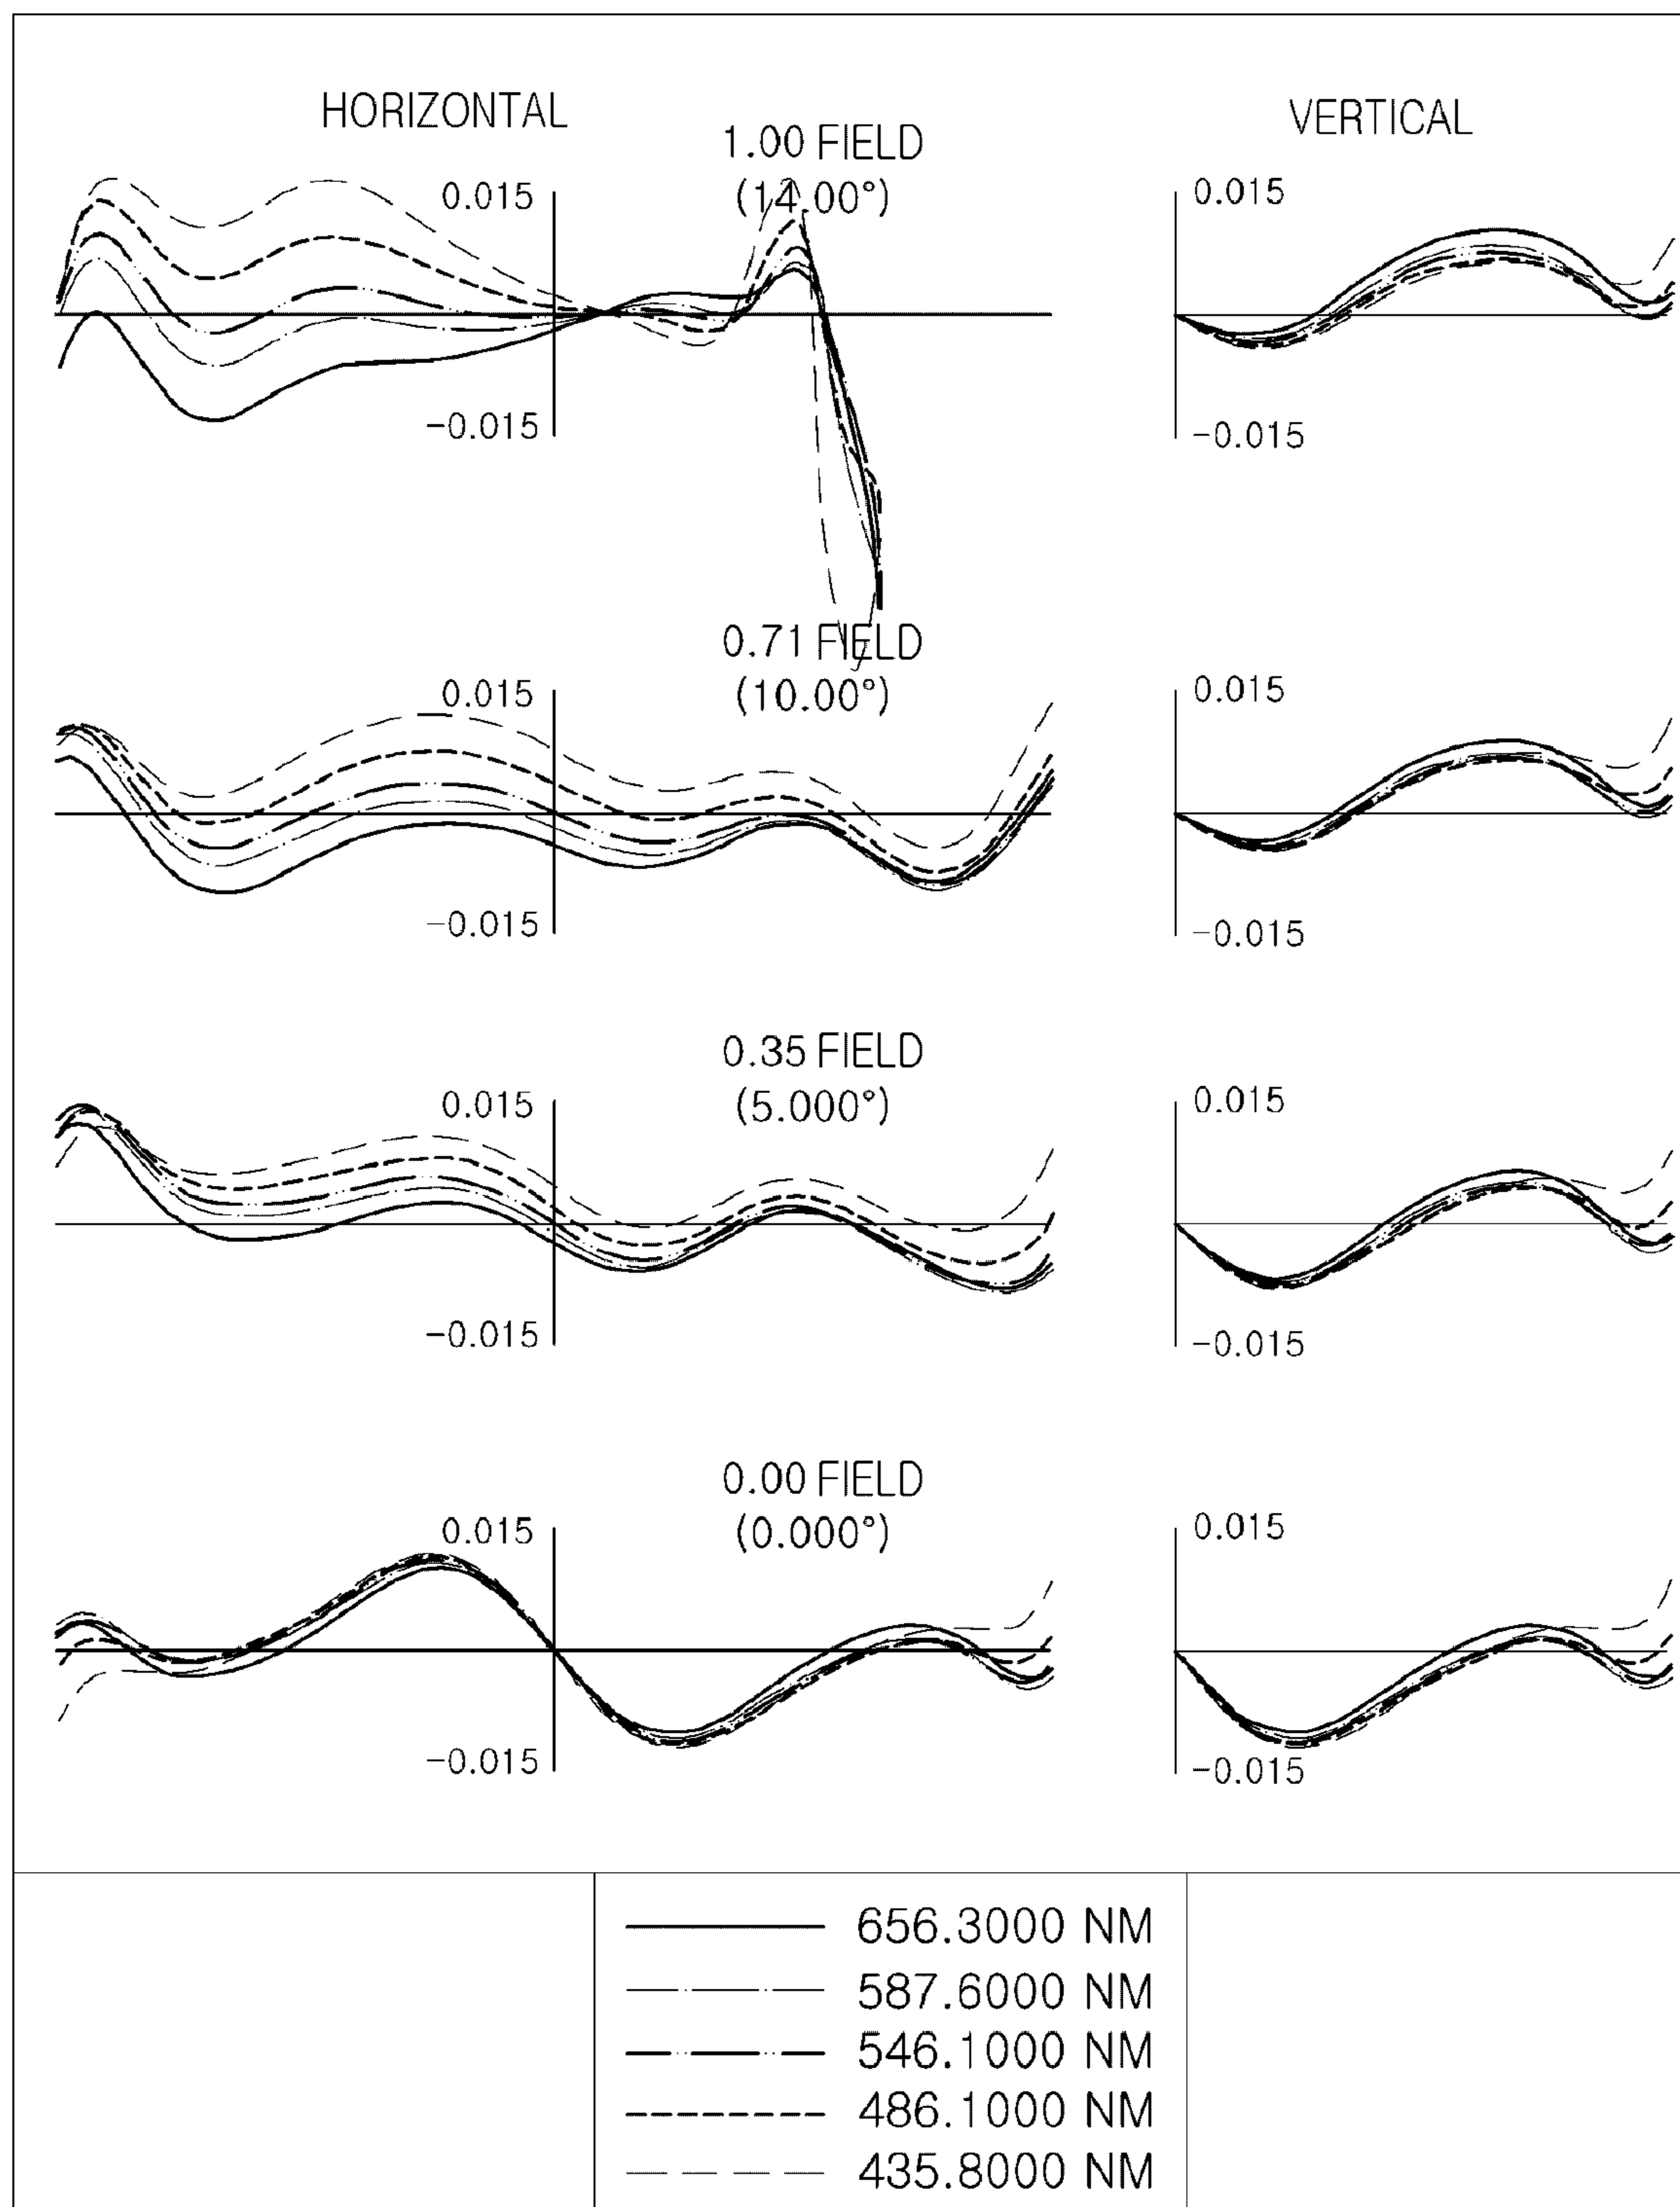 HORIZONTAL
VERTICAL
1.00 FIELD
(14.00°)
0.015
-0.015
0.015
-0.015
0.71 FIELD
(10.00°)
0.015
-0.015
0.015
-0.015
0.35 FIELD
(5.000°)
0.015
-0.015
0.015
-0.015
0.00 FIELD
(0.000°)
0.015
-0.015
0.015
-0.015
656.3000 NM
587.6000 NM
546.1000 NM
486.1000 NM
435.8000 NM